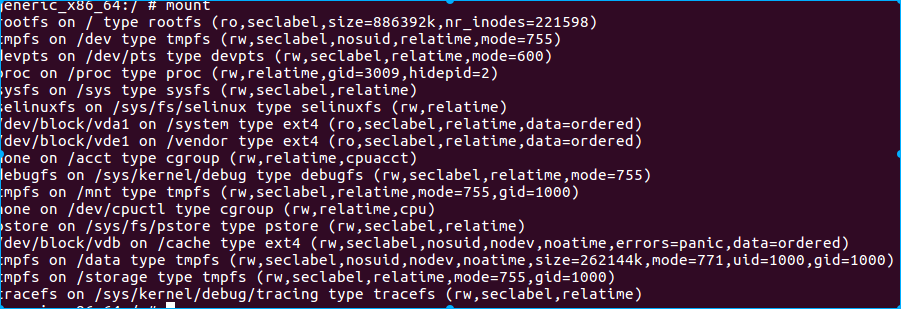 generic_x86_64:/ # mount
rootfs on / type rootfs (ro,seclabel,size=886392k,nr_inodes=221598)
tmpfs on /dev type tmpfs (rw,seclabel,nosuid,relatime,mode=755)
devpts on /dev/pts type devpts (rw,seclabel,relatime,mode=600)
proc on /proc type proc (rw,relatime,gid=3009,hidepid=2)
sysfs on /sys type sysfs (rw,seclabel,relatime)
selinuxfs on /sys/fs/selinux type selinuxfs (rw,relatime)
/dev/block/vda1 on /system type ext4 (ro,seclabel,relatime,data=ordered)
/dev/block/vde1 on /vendor type ext4 (ro,seclabel,relatime,data=ordered)
none on /acct type cgroup (rw,relatime,cpuacct)
debugfs on /sys/kernel/debug type debugfs (rw,seclabel,relatime,mode=755)
tmpfs on /mnt type tmpfs (rw,seclabel,relatime,mode=755,gid=1000)
none on /dev/cpuctl type cgroup (rw,relatime,cpu)
pstore on /sys/fs/pstore type pstore (rw,seclabel,relatime)
/dev/block/vdb on /cache type ext4 (rw,seclabel,nosuid,nodev,noatime,errors=panic,data=ordered)
tmpfs on /data type tmpfs (rw,seclabel,nosuid,nodev,noatime,size=262144k,mode=771,uid=1000,gid=1000)
tmpfs on /storage type tmpfs (rw,seclabel,relatime,mode=755,gid=1000)
tracefs on /sys/kernel/debug/tracing type tracefs (rw,seclabel,relatime)